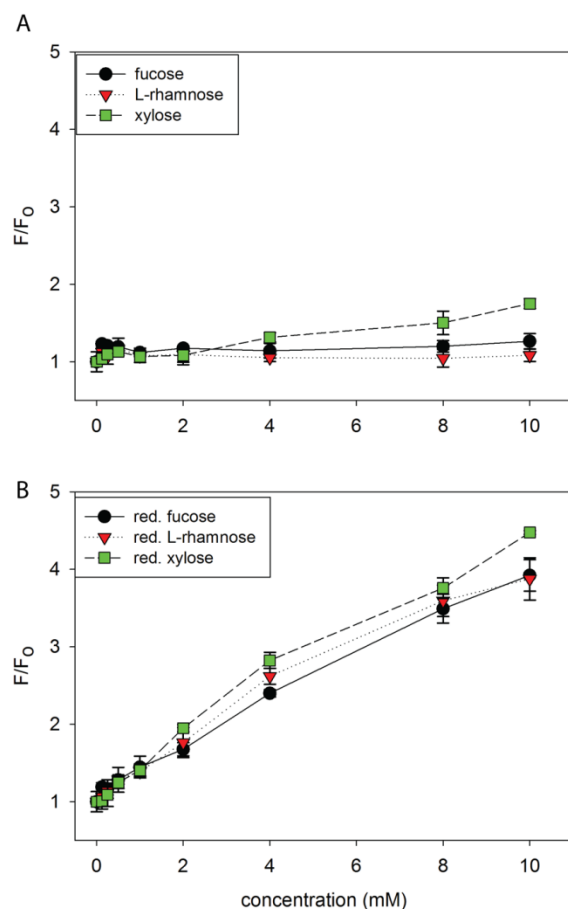 A
5
fucose
L-rhamnose
xylose
4
3
2
1
F/Fo
0 2 4 6 8 10
B
5
red. fucose
red. L-rhamnose
red. xylose
4
3
2
1
F/Fo
0 2 4 6 8 10
concentration (mM)